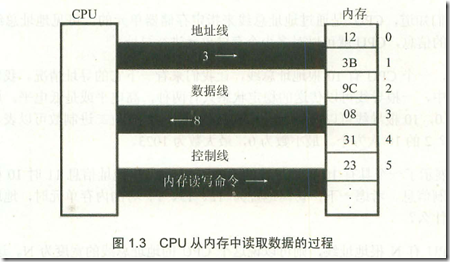 CPU
内存
地址线
12 0
3 →
3B 1
数据线
9C 2
← 8
08 3
控制线
31 4
内存读写命令 →
23 5
图 1.3 CPU 从内存中读取数据的过程